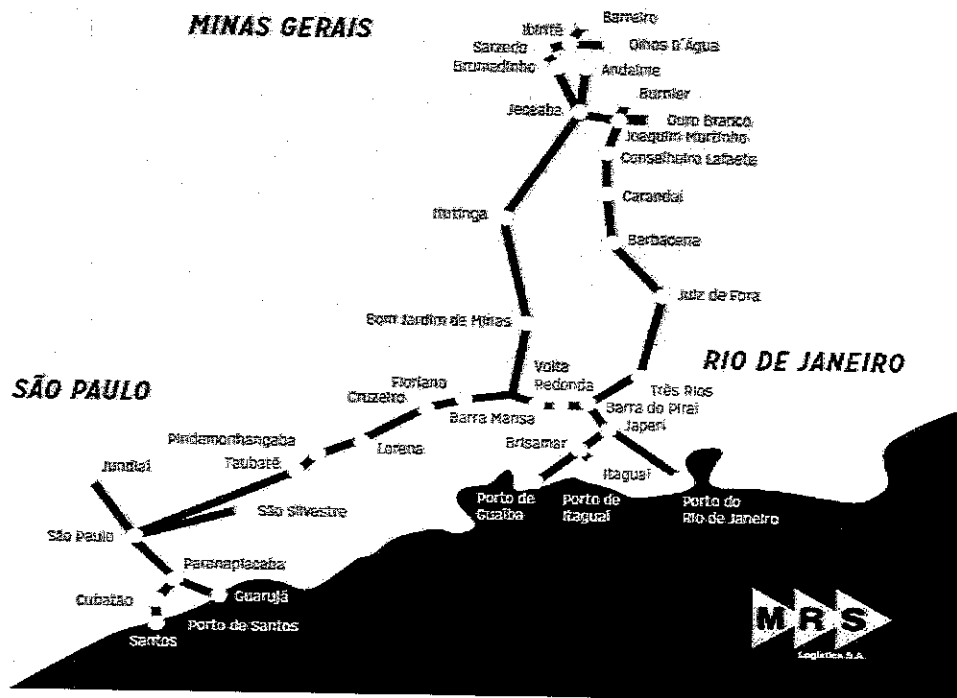 MINAS GERAIS
Barreiro
Ibirité
Olhos D'Água
Sarzedo
Brumadinho
Andaime
Burnier
Jeceaba
Ouro Branco
Joaquim Murtinho
Conselheiro Lafaete
Carandaí
Itutinga
Barbacena
Juiz de Fora
Bom Jardim de Minas
RIO DE JANEIRO
Volta
Redonda
SÃO PAULO
Floriano
Cruzeiro
Três Rios
Barra Mansa
Barra do Piraí
Japeri
Pindamonhangaba
Brisamar
Lorena
Jundiaí
Taubaté
Itaguaí
Porto de
Guaíba
Porto de
Itaguaí
Porto do
Rio de Janeiro
São Silvestre
São Paulo
Paranapiacaba
Cubatão
Guarujá
Porto de Santos
Santos
MRS
Logística S.A.